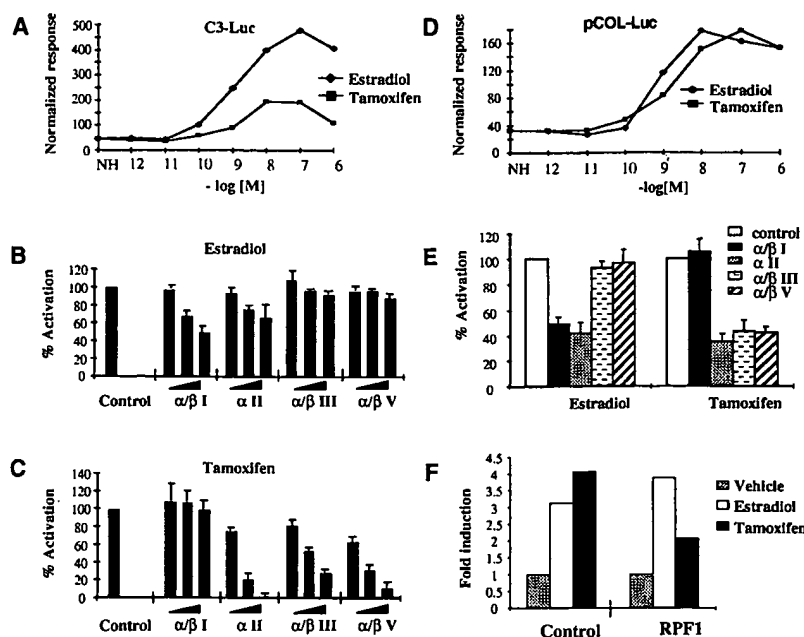 A
C3-Luc
Normalized response
500
400
300
200
100
0
Estradiol
Tamoxifen
NH 12 11 10 9 8 7 6
- log [M]
D
pCOL-Luc
Normalized response
160
120
80
40
0
Estradiol
Tamoxifen
NH 12 11 10 9' 8 7 6
-log[M]
B
Estradiol
% Activation
120
100
80
60
40
20
0
Control α/β I α II α/β III α/β V
E
% Activation
120
100
80
60
40
20
0
control
α/β I
α II
α/β III
α/β V
Estradiol Tamoxifen
C
Tamoxifen
% Activation
140
120
100
80
60
40
20
0
Control α/β I α II α/β III α/β V
F
Fold induction
4.5
4
3.5
3
2.5
2
1.5
1
0.5
0
Vehicle
Estradiol
Tamoxifen
Control RPF1